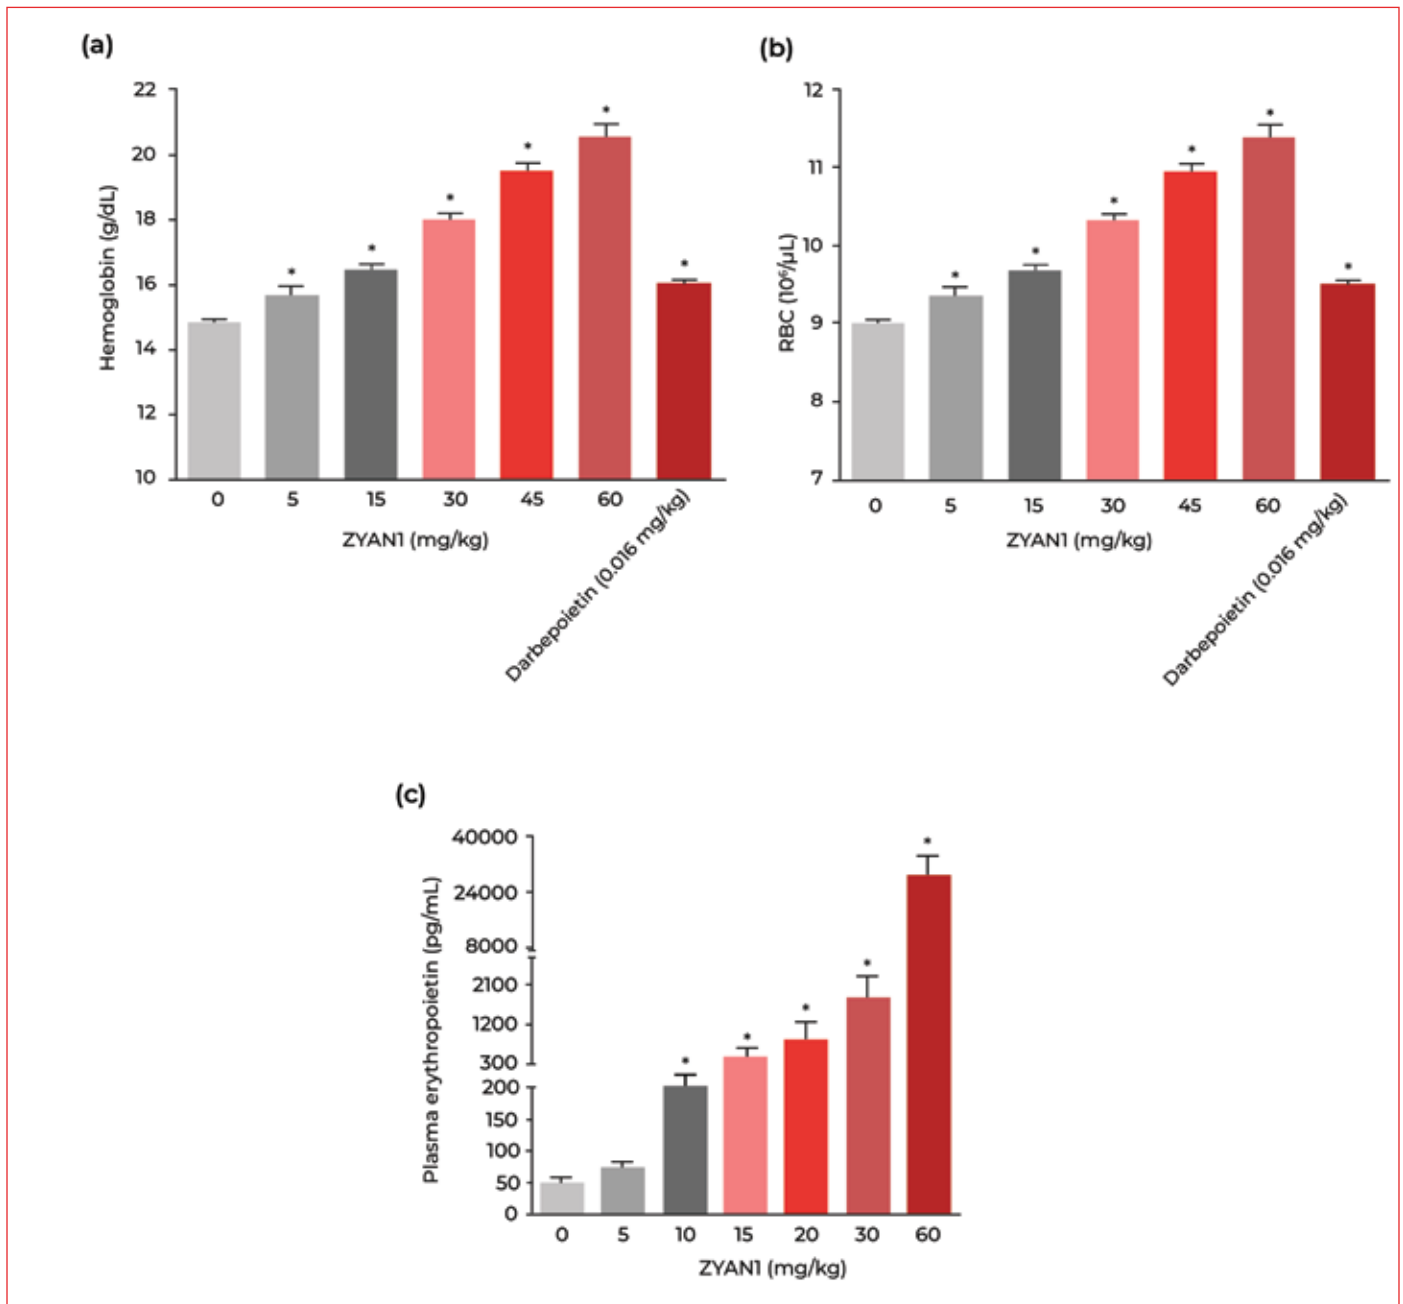 (a)
Hemoglobin (g/dL)
22
20
18
16
14
12
10
*
*
*
*
*
*
0 5 15 30 45 60
Darbepoietin (0.016 mg/kg)
ZYAN1 (mg/kg)
(b)
RBC (10⁶/µL)
12
11
10
9
8
7
*
*
*
*
*
*
0 5 15 30 45 60
Darbepoietin (0.016 mg/kg)
ZYAN1 (mg/kg)
(c)
Plasma erythropoietin (pg/mL)
40000
24000
8000
2100
1200
300
200
150
100
50
0
*
*
*
*
*
0 5 10 15 20 30 60
ZYAN1 (mg/kg)